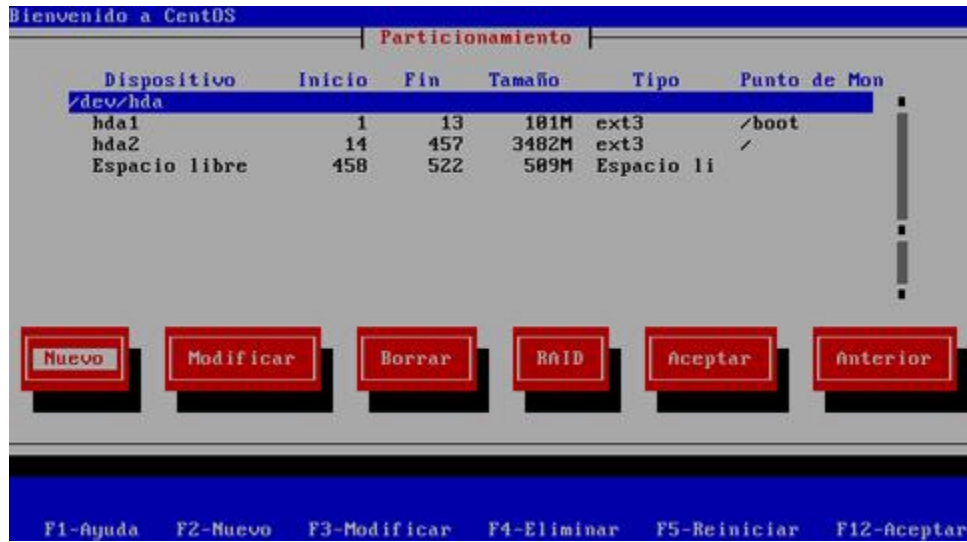 Bienvenido a CentOS
Particionamiento
Dispositivo Inicio Fin Tamaño Tipo Punto de Mon
/dev/hda
hda1 1 13 101M ext3 /boot
hda2 14 457 3482M ext3 /
Espacio libre 458 522 509M Espacio li
Nuevo Modificar Borrar RAID Aceptar Anterior
F1-Ayuda F2-Nuevo F3-Modificar F4-Eliminar F5-Reiniciar F12-Aceptar